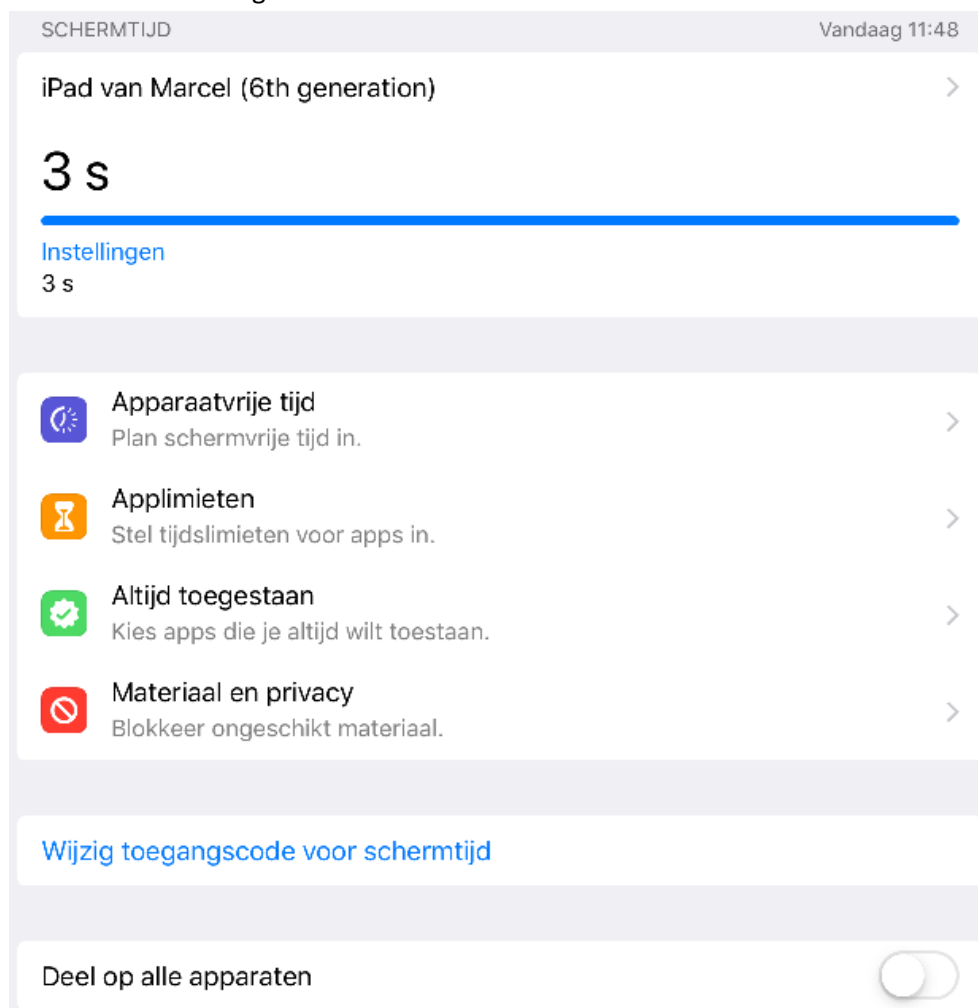 SCHERMTIJD Vandaag 11:48
iPad van Marcel (6th generation)
3 s
Instellingen
3 s
Apparaatvrije tijd
Plan schermvrije tijd in.
Applimieten
Stel tijdslimieten voor apps in.
Altijd toegestaan
Kies apps die je altijd wilt toestaan.
Materiaal en privacy
Blokkeer ongeschikt materiaal.
Wijzig toegangscode voor schermtijd
Deel op alle apparaten